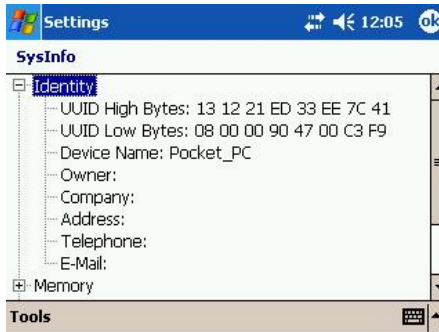 Settings 12:05 ok
SysInfo
Identity
UUID High Bytes: 13 12 21 ED 33 EE 7C 41
UUID Low Bytes: 08 00 00 90 47 00 C3 F9
Device Name: Pocket_PC
Owner:
Company:
Address:
Telephone:
E-Mail:
Memory
Tools